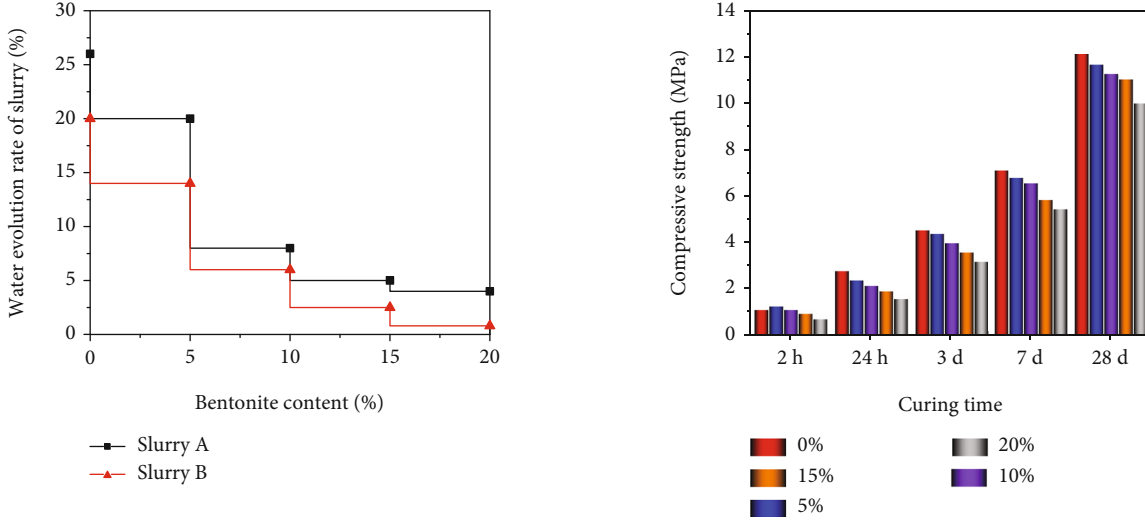 Water evolution rate of slurry (%)
30
25
20
15
10
5
0
0 5 10 15 20
Bentonite content (%)
Slurry A
Slurry B
Compressive strength (MPa)
14
12
10
8
6
4
2
0
2 h 24 h 3 d 7 d 28 d
Curing time
0% 20%
15% 10%
5%